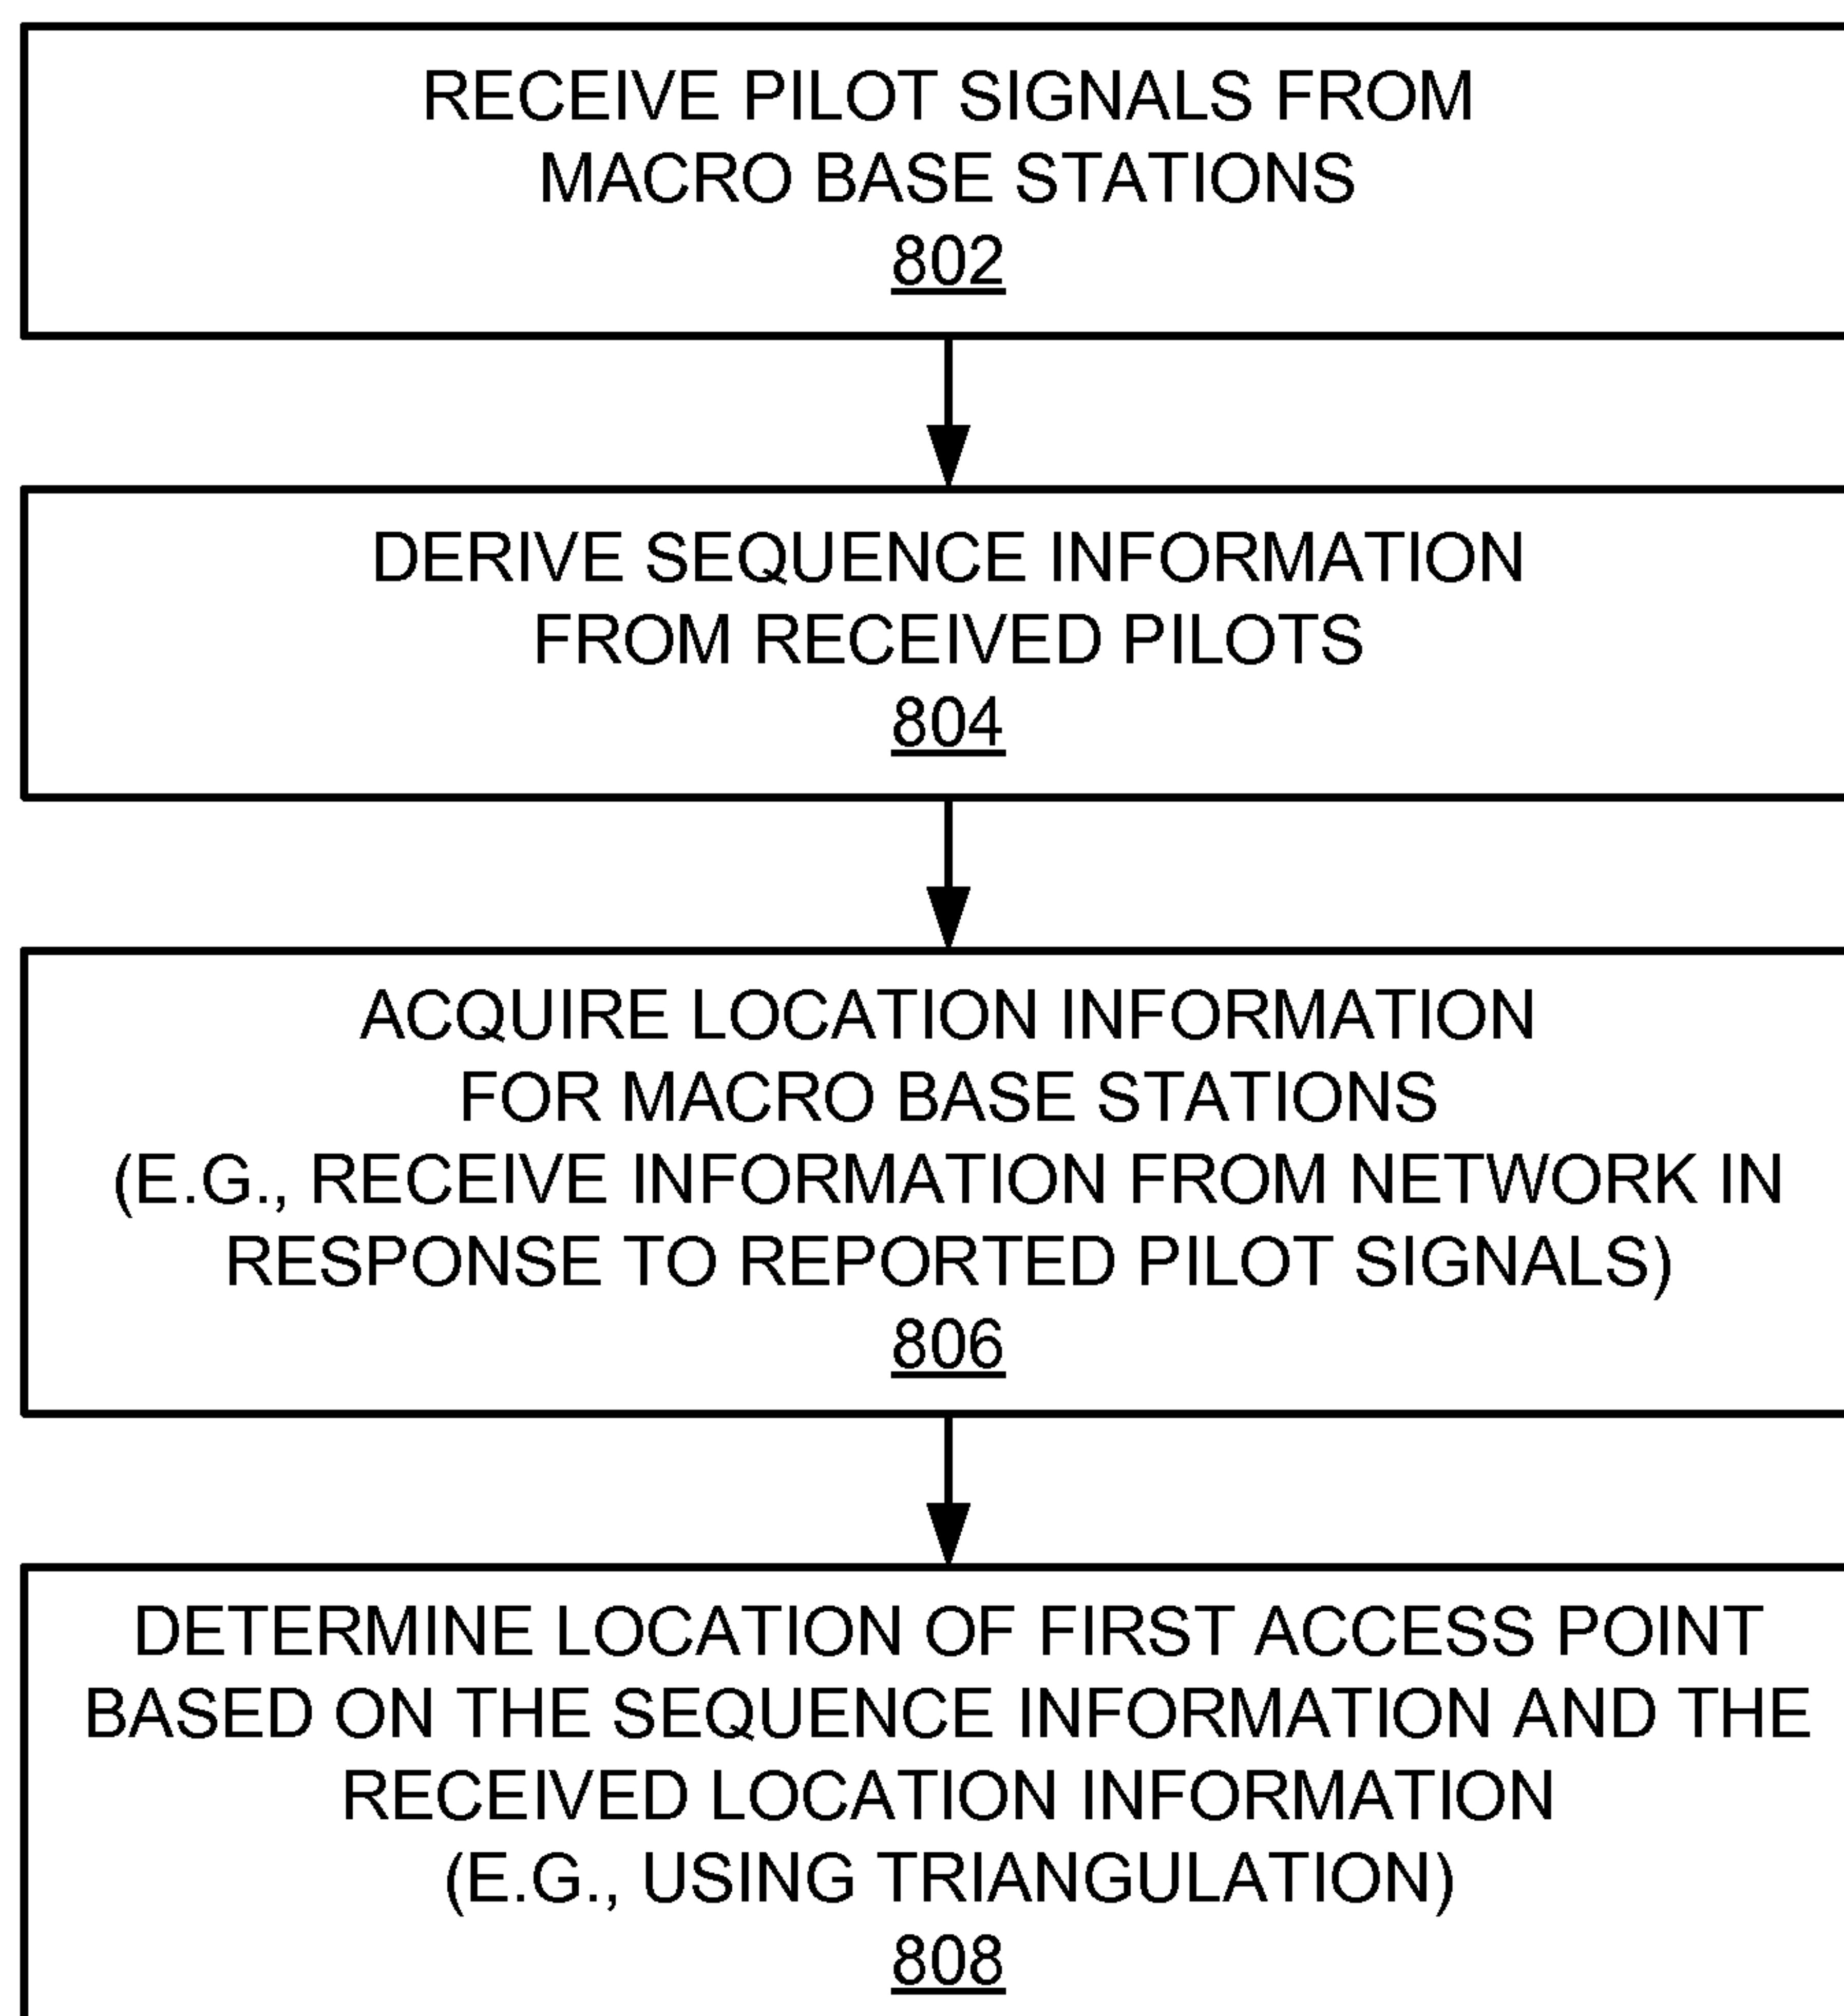 RECEIVE PILOT SIGNALS FROM
MACRO BASE STATIONS
802
DERIVE SEQUENCE INFORMATION
FROM RECEIVED PILOTS
804
ACQUIRE LOCATION INFORMATION
FOR MACRO BASE STATIONS
(E.G., RECEIVE INFORMATION FROM NETWORK IN
RESPONSE TO REPORTED PILOT SIGNALS)
806
DETERMINE LOCATION OF FIRST ACCESS POINT
BASED ON THE SEQUENCE INFORMATION AND THE
RECEIVED LOCATION INFORMATION
(E.G., USING TRIANGULATION)
808